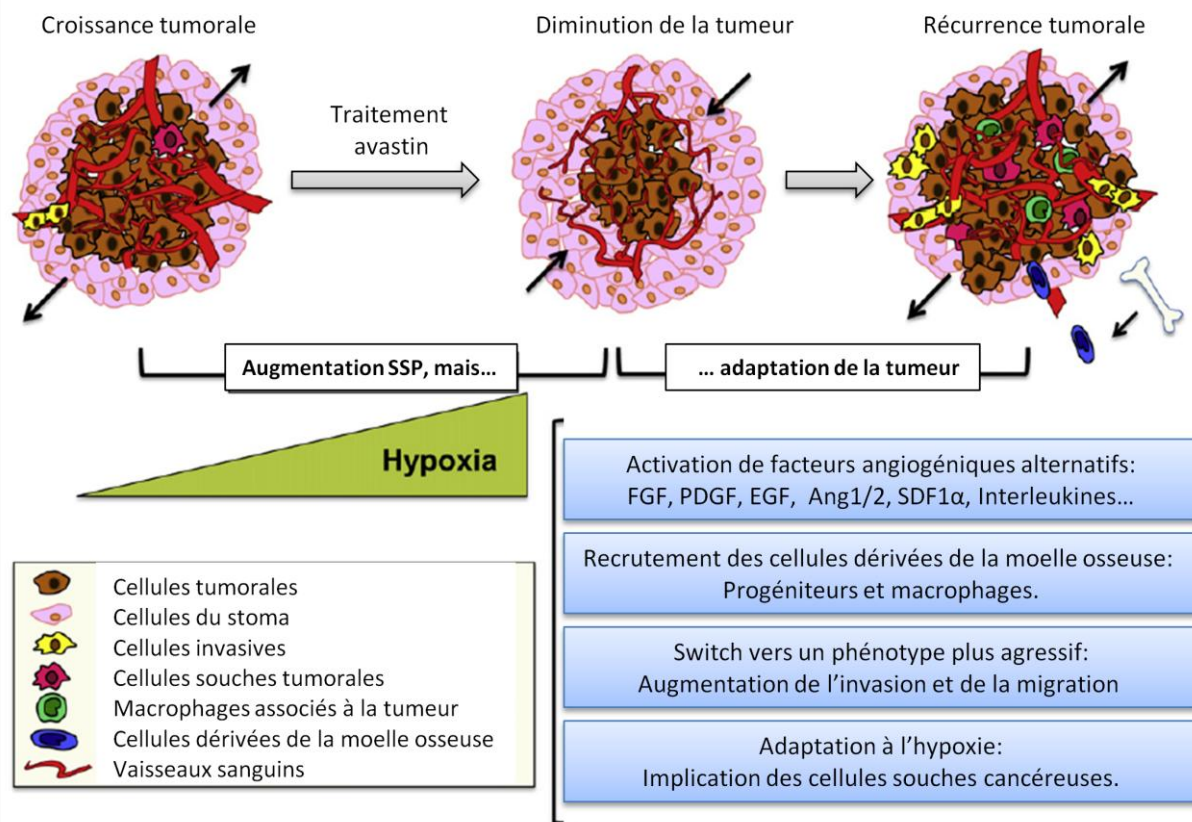 Croissance tumorale
Diminution de la tumeur
Récurrence tumorale
Traitement
avastin
Augmentation SSP, mais...
... adaptation de la tumeur
Hypoxia
Activation de facteurs angiogéniques alternatifs:
FGF, PDGF, EGF, Ang1/2, SDF1α, Interleukines...
Recrutement des cellules dérivées de la moelle osseuse:
Progéniteurs et macrophages.
Switch vers un phénotype plus agressif:
Augmentation de l'invasion et de la migration
Adaptation à l'hypoxie:
Implication des cellules souches cancéreuses.
Cellules tumorales
Cellules du stoma
Cellules invasives
Cellules souches tumorales
Macrophages associés à la tumeur
Cellules dérivées de la moelle osseuse
Vaisseaux sanguins